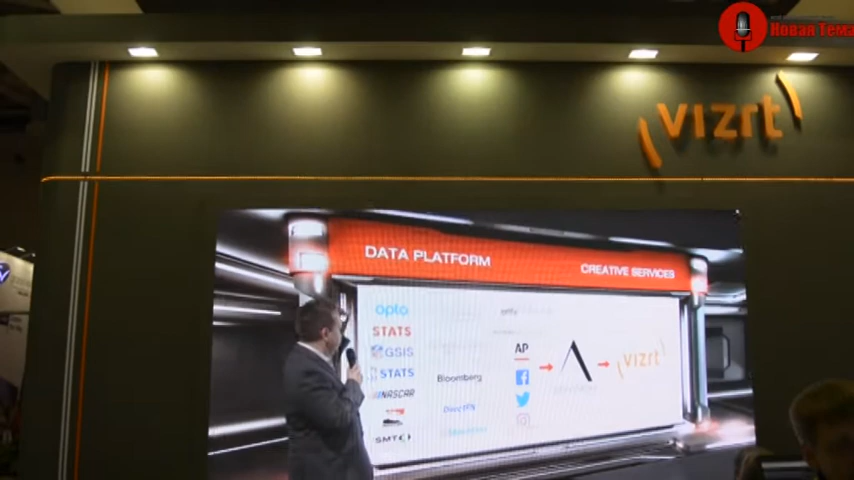 Новая Тема
vizrt
DATA PLATFORM
CREATIVE SERVICES
opta
STATS
GSIS
STATS
NASCAR
SMT
Bloomberg
AP
vizrt